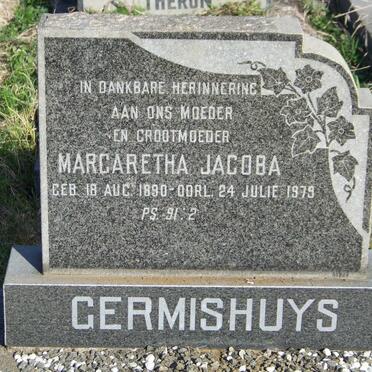 THERON
IN DANKBARE HERINNERING
AAN ONS MOEDER
EN GROOTMOEDER
MARGARETHA JACOBA
GEB. 18 AUG. 1890-OORL. 24 JULIE 1979
PS. 91:2
GERMISHUYS